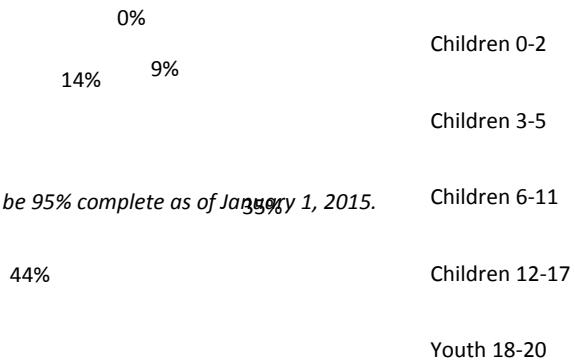 0%
Children 0-2
9%
14%
Children 3-5
be 95% complete as of January 1, 2015.
35%
Children 6-11
44%
Children 12-17
Youth 18-20